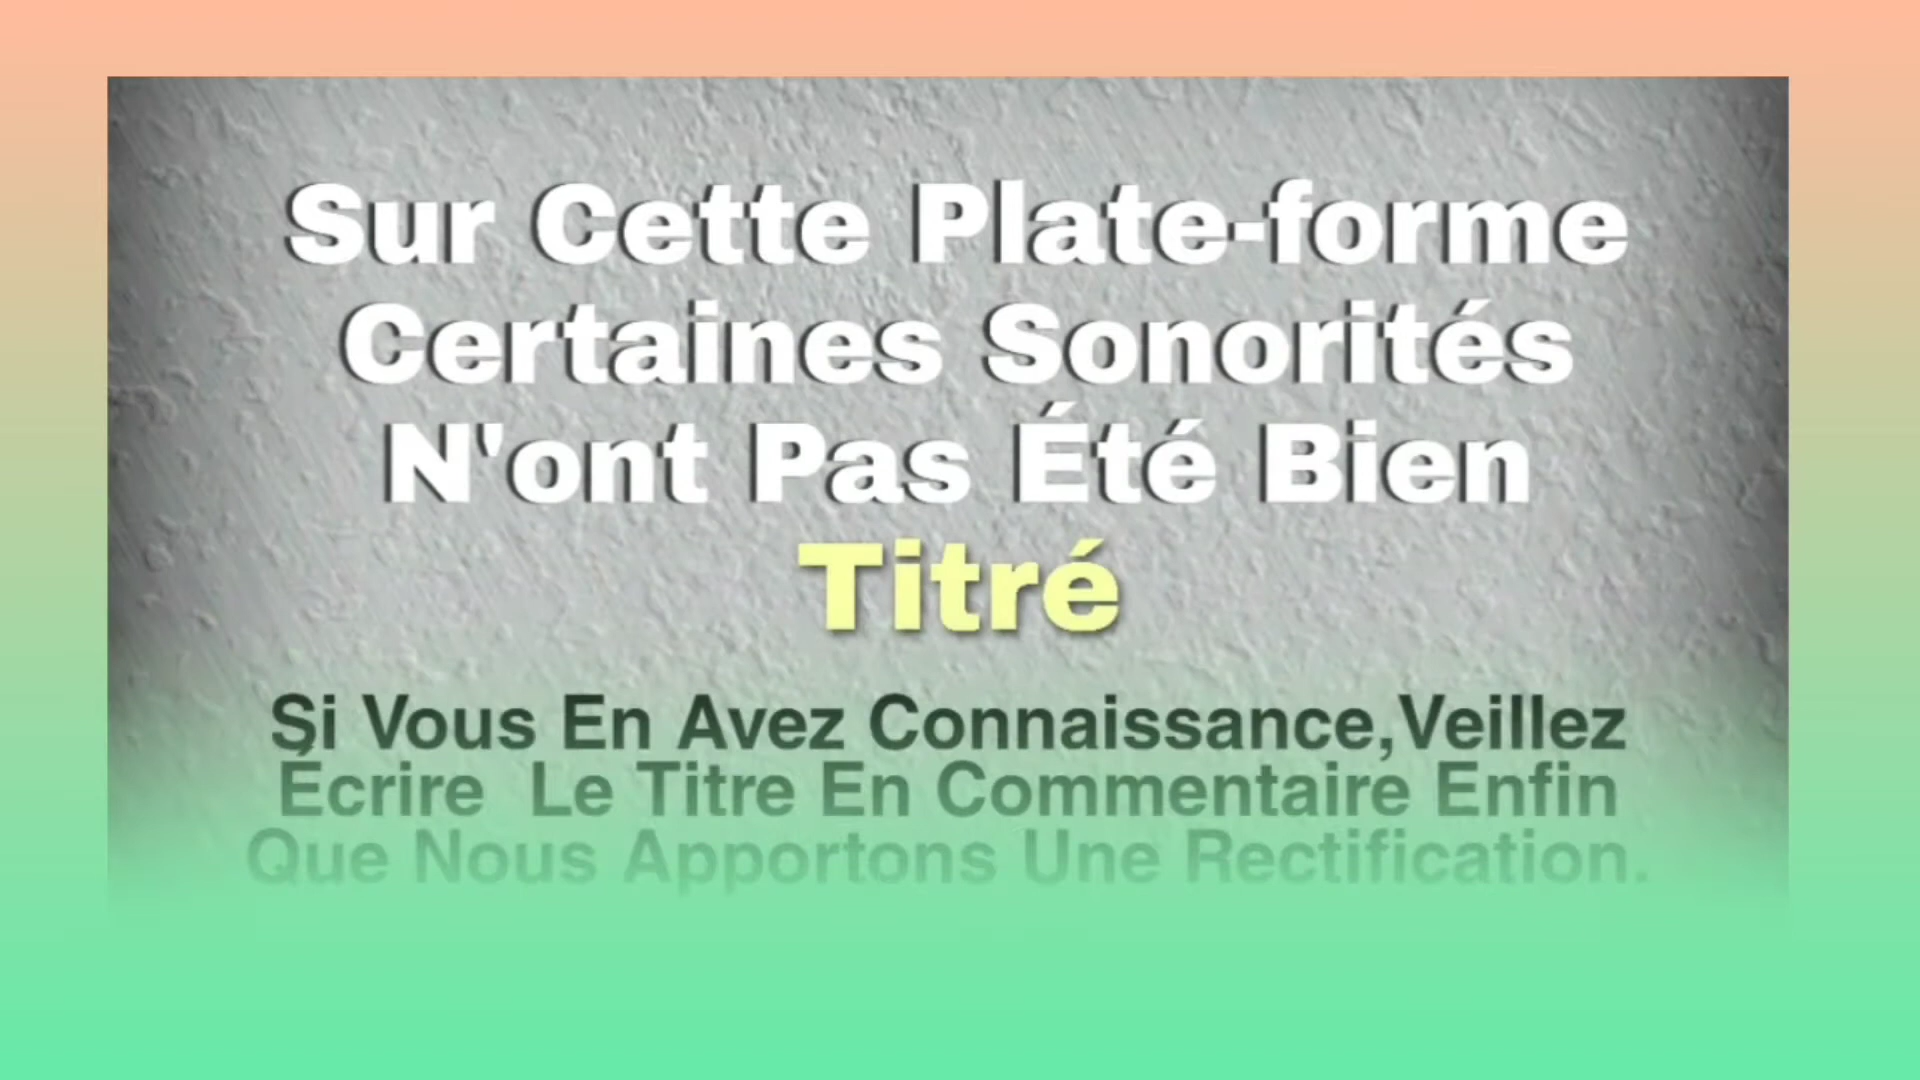 Sur Cette Plate-forme
Certaines Sonorités
N'ont Pas Été Bien
Titré
Si Vous En Avez Connaissance,Veillez
Écrire  Le Titre En Commentaire Enfin
Que Nous Apportons Une Rectification.